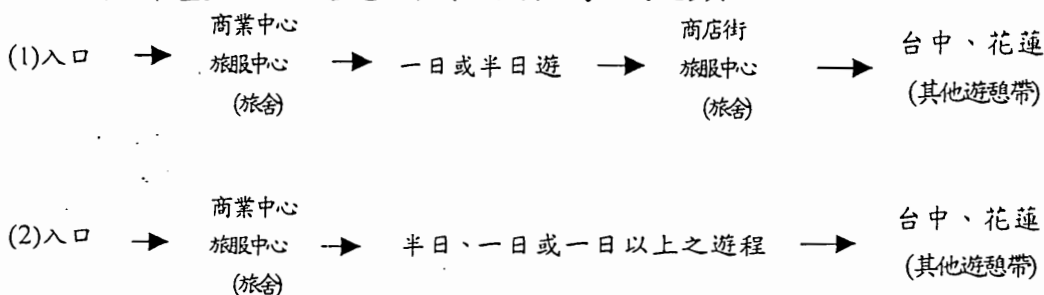 商業中心 商店街
(1)入口 → 旅服中心 → 一日或半日遊 → 旅服中心 → 台中、花蓮
(旅舍) (旅舍) (其他遊憩帶)
商業中心
(2)入口 → 旅服中心 → 半日、一日或一日以上之遊程 → 台中、花蓮
(旅舍) (其他遊憩帶)